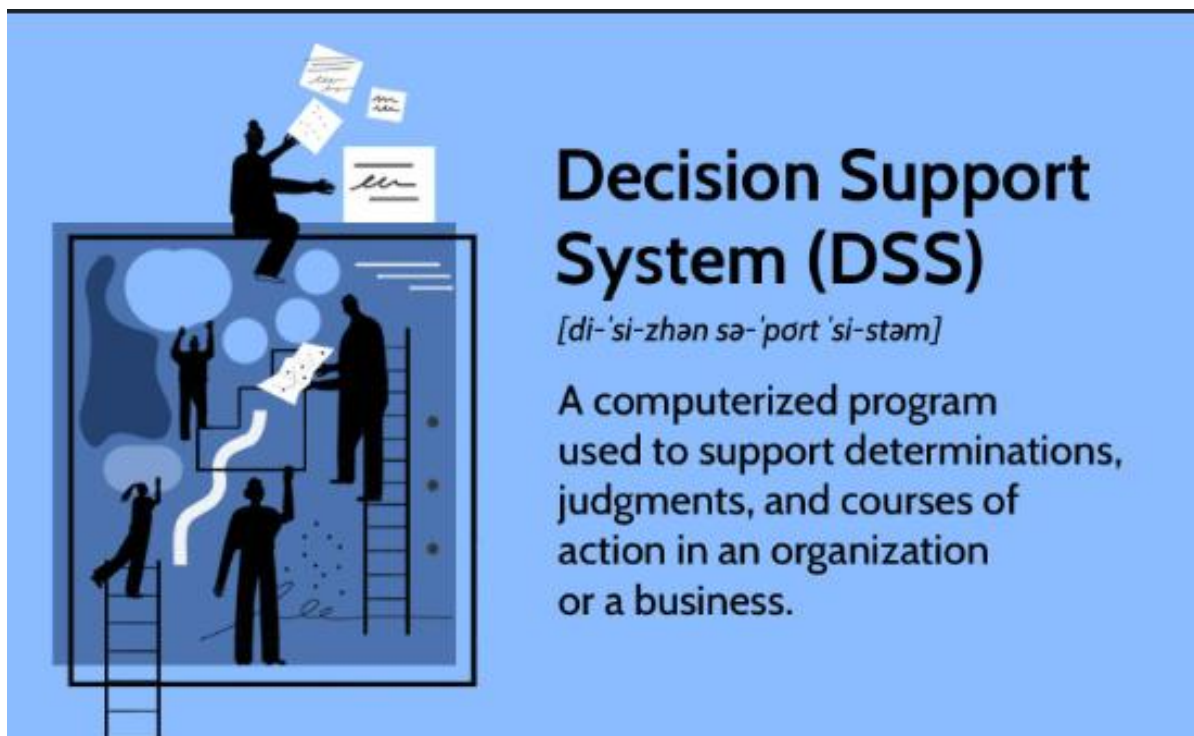 Decision Support
System (DSS)
[di-ˈsi-zhən sə-ˈpȯrt ˈsi-stəm]
A computerized program
used to support determinations,
judgments, and courses of
action in an organization
or a business.